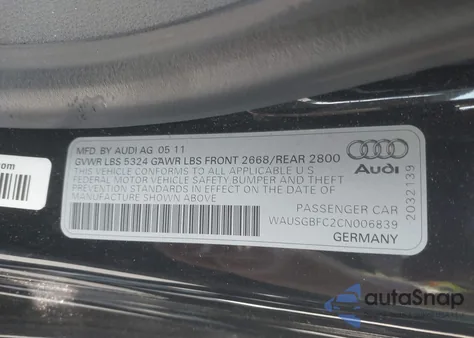 MFD. BY AUDI AG 05 11
GVWR LBS 5324 GAWR LBS FRONT 2668/REAR 2800
THIS VEHICLE CONFORMS TO ALL APPLICABLE U.S.
FEDERAL MOTOR VEHICLE SAFETY BUMPER AND THEFT
PREVENTION STANDARDS IN EFFECT ON THE DATE OF
MANUFACTURE SHOWN ABOVE.
Audi
PASSENGER CAR
WAUSGBFC2CN006839
GERMANY
2032139
.com
autoSnap